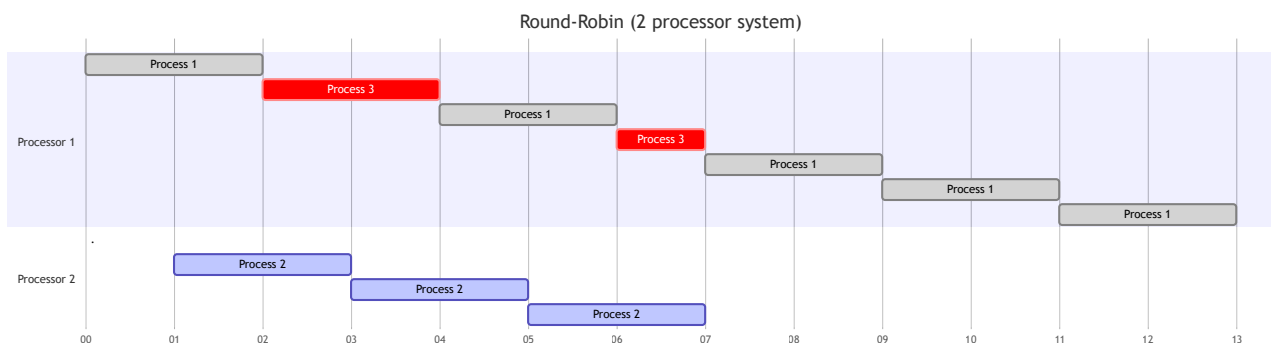 Round-Robin (2 processor system)
Process 1
Process 3
Process 1
Process 3
Processor 1
Process 1
Process 1
Process 1
.
Process 2
Processor 2
Process 2
Process 2
00 01 02 03 04 05 06 07 08 09 10 11 12 13